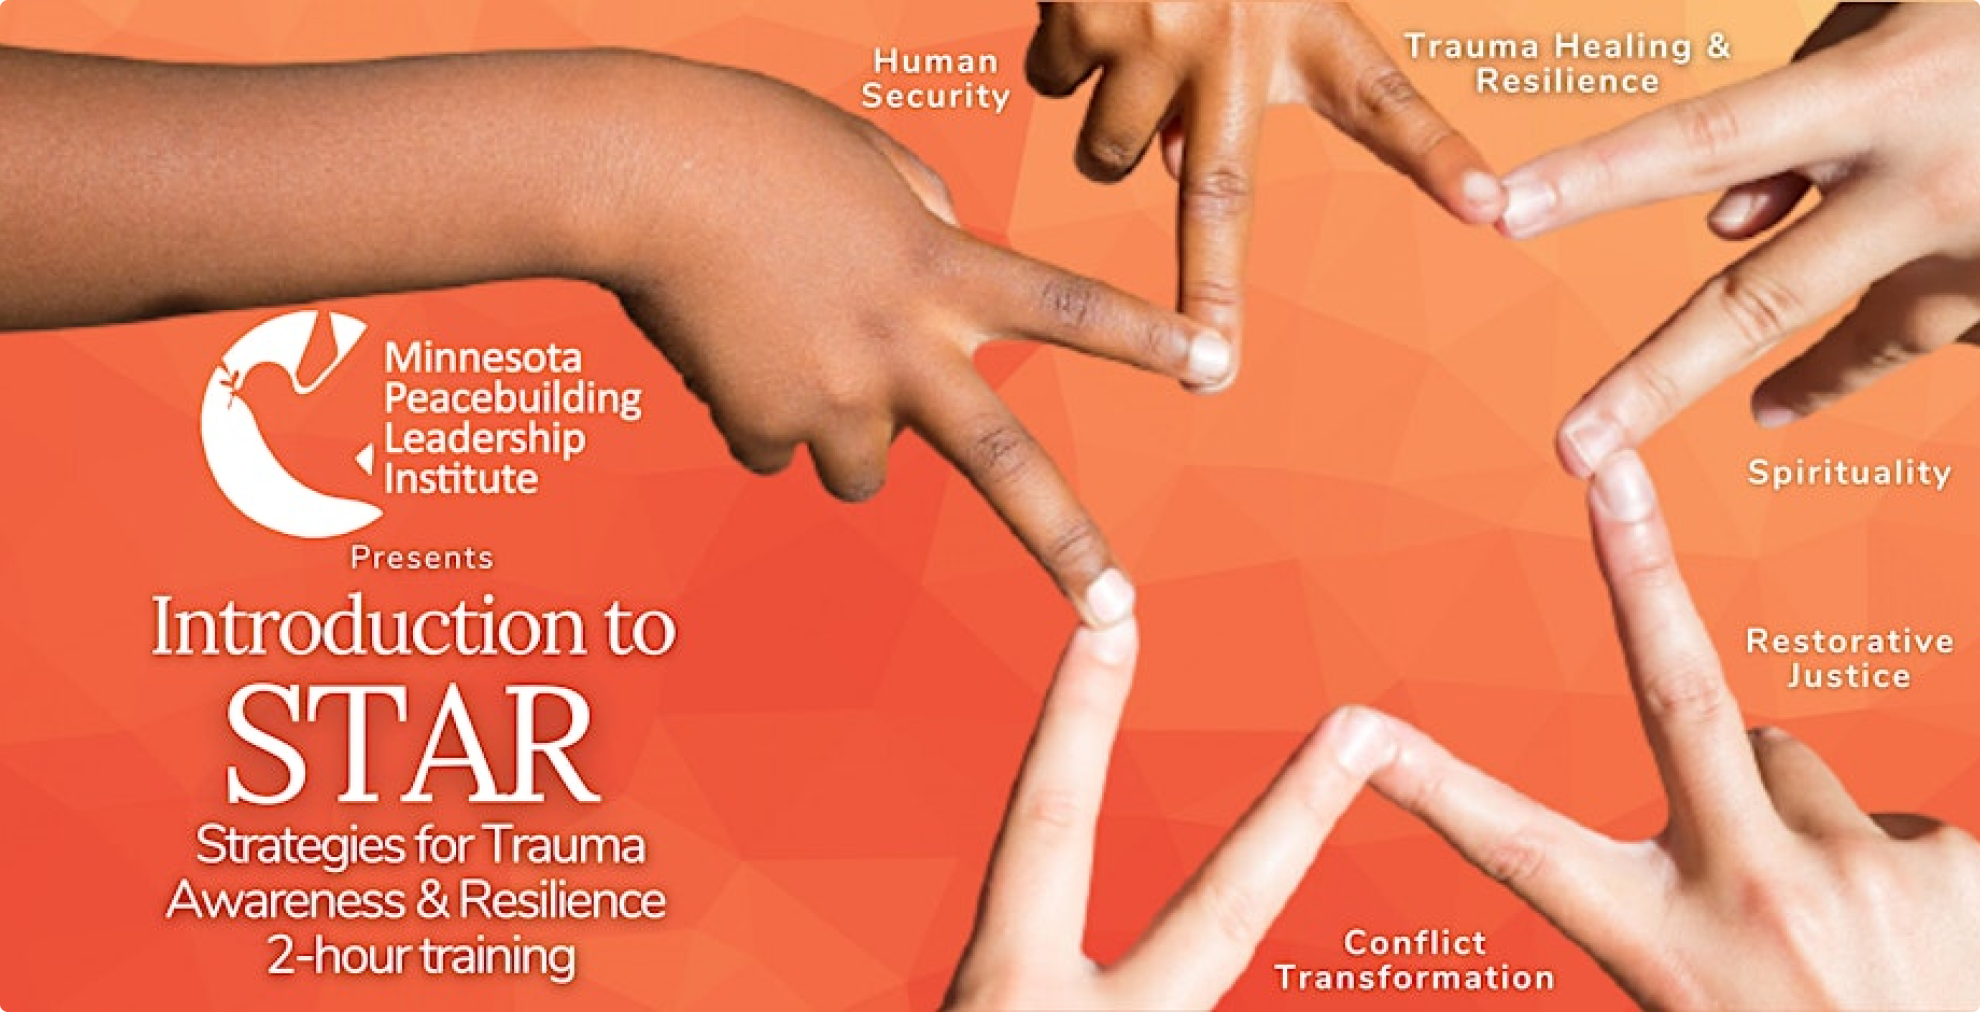 Human
Security
Trauma Healing &
Resilience
Minnesota
Peacebuilding
Leadership
Institute
Spirituality
Presents
Introduction to
STAR
Restorative
Justice
Strategies for Trauma
Awareness & Resilience
2-hour training
Conflict
Transformation